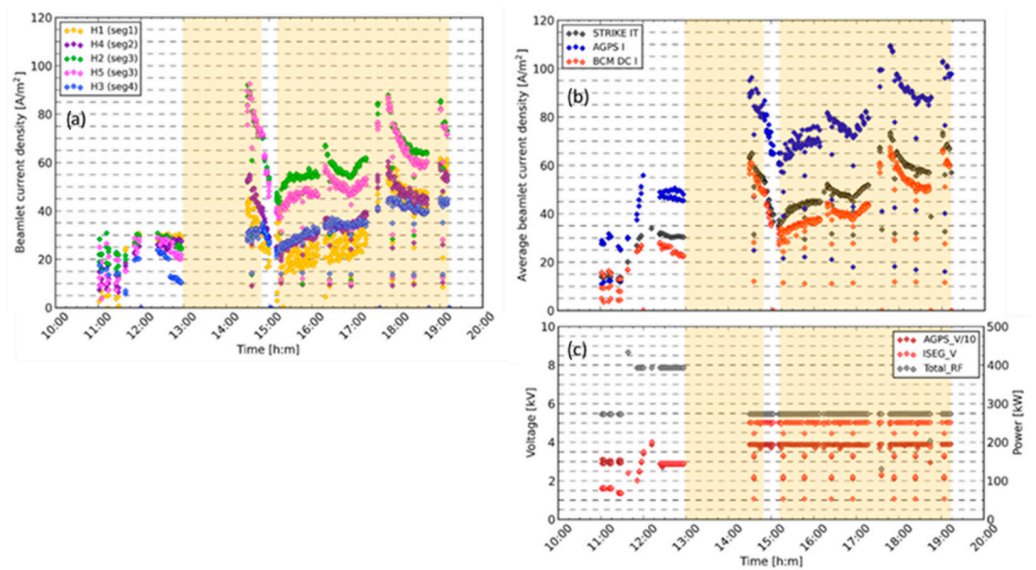 120
100
80
60
40
20
0
Beamlet current density [A/m²]
H1 (seg1)
H4 (seg2)
H2 (seg3)
H5 (seg3)
H3 (seg4)
(a)
10:00 11:00 12:00 13:00 14:00 15:00 16:00 17:00 18:00 19:00 20:00
Time [h:m]
120
100
80
60
40
20
0
Average beamlet current density [A/m²]
STRIKE IT
AGPS I
BCM DC I
(b)
10
8
6
4
2
0
Voltage [kV]
(c)
AGPS_V/10
ISEG_V
Total_RF
500
400
300
200
100
0
Power [kW]
10:00 11:00 12:00 13:00 14:00 15:00 16:00 17:00 18:00 19:00 20:00
Time [h:m]